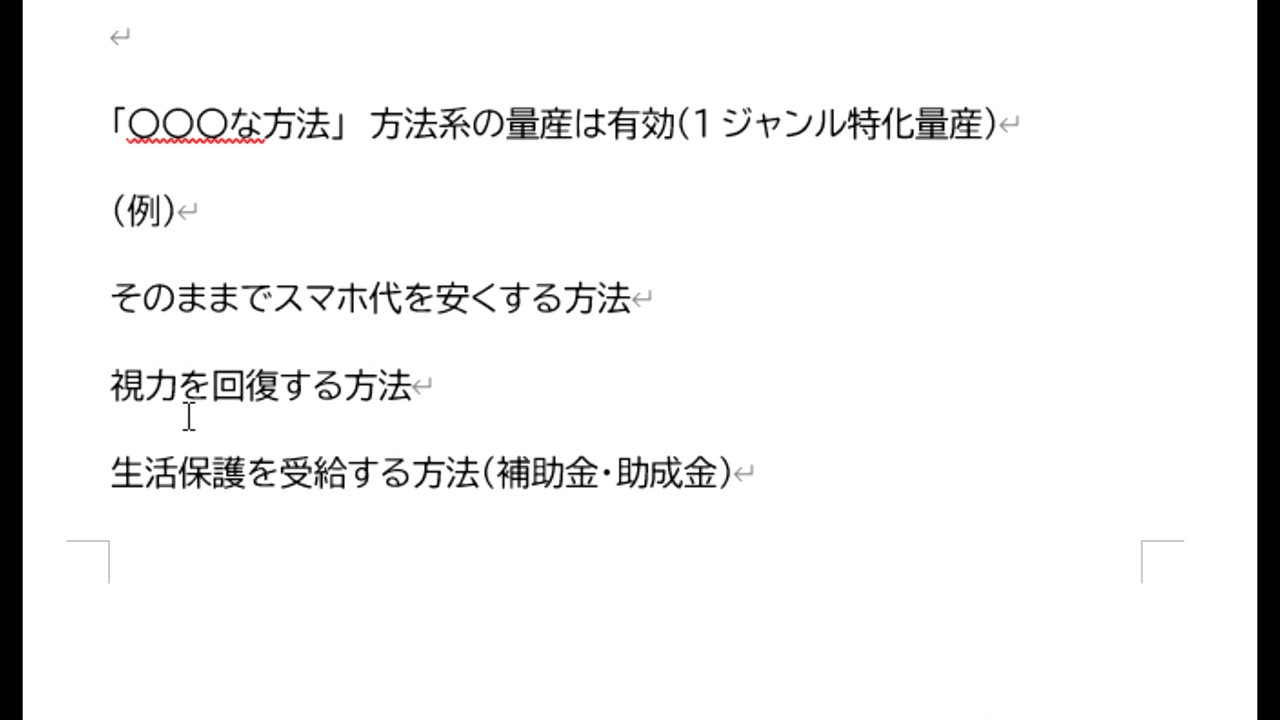 「〇〇〇な方法」 方法系の量産は有効(1ジャンル特化量産)
(例)
そのままでスマホ代を安くする方法
視力を回復する方法
生活保護を受給する方法(補助金・助成金)